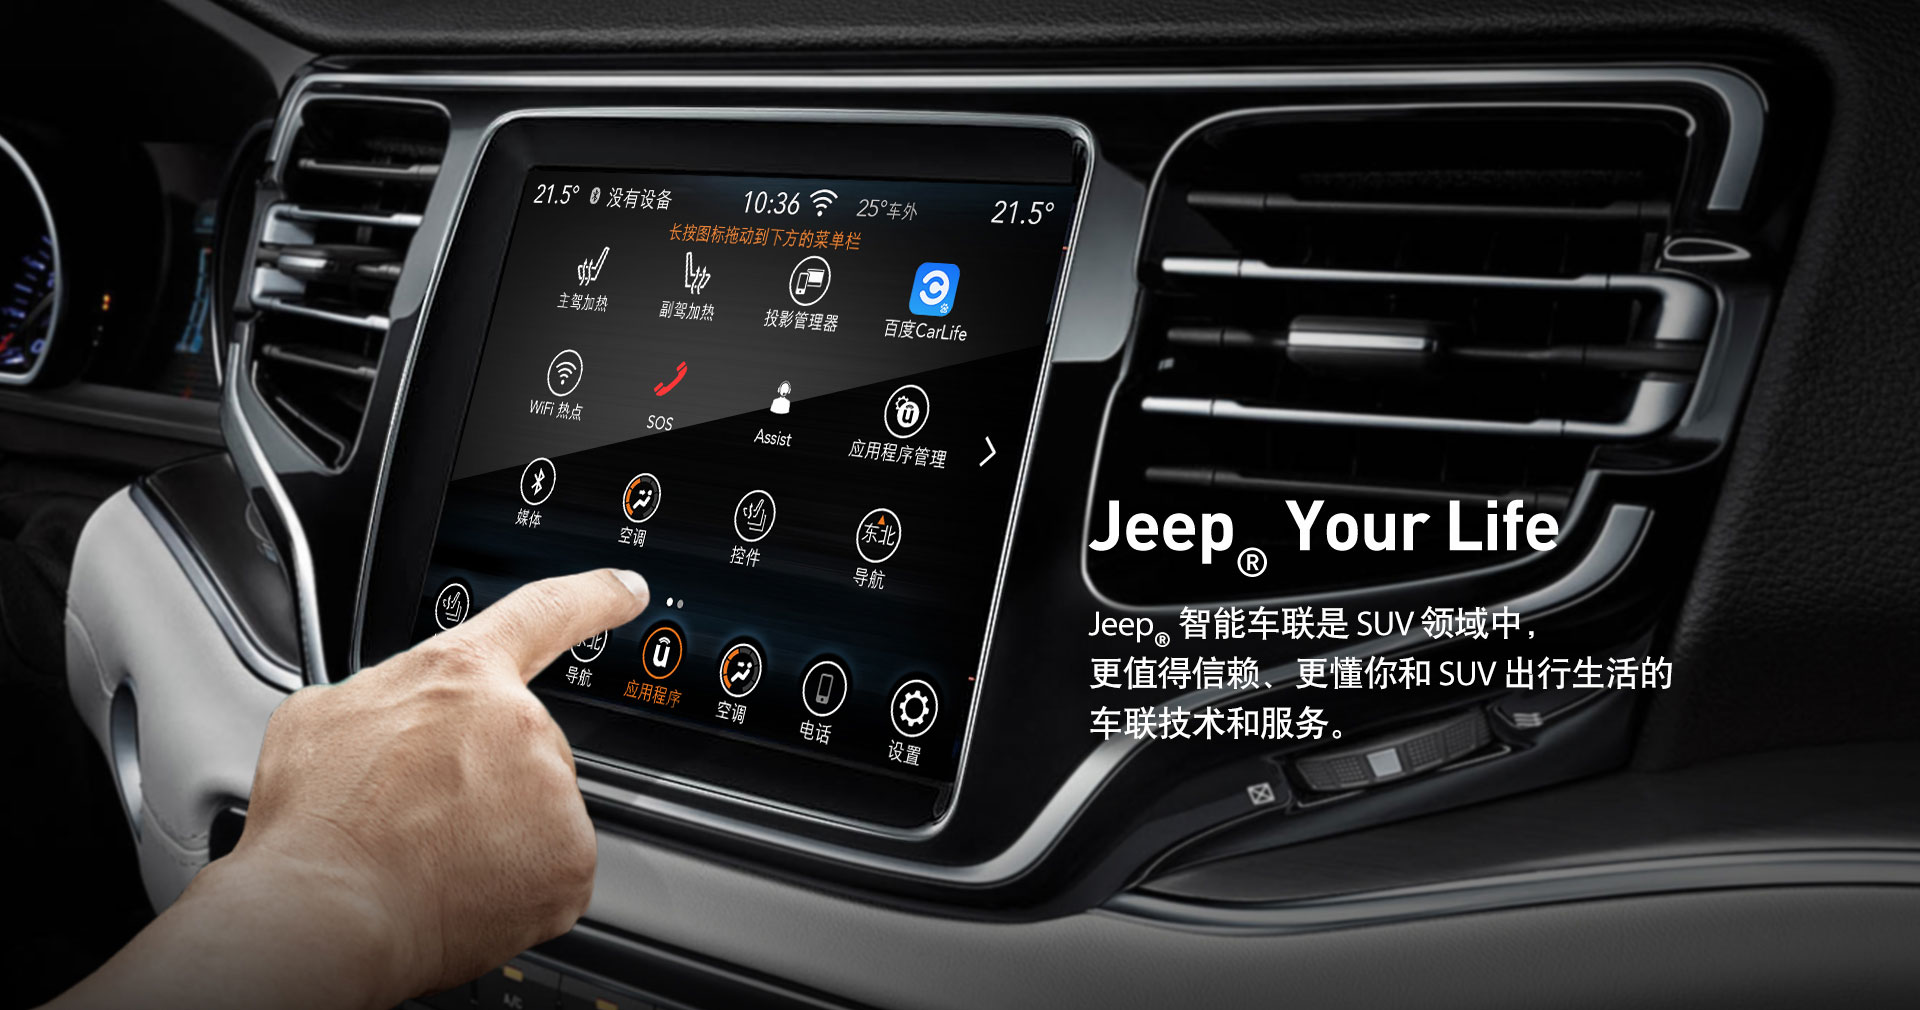 21.5° 没有设备 10:36 25°车外 21.5°
长按图标拖动到下方的菜单栏
主驾加热 副驾加热 投影管理器 百度CarLife
WiFi 热点 SOS Assist 应用程序管理
媒体 空调 控件 东北 导航
导航 应用程序 空调 电话 设置
Jeep® Your Life
Jeep® 智能车联是 SUV 领域中，
更值得信赖、更懂你和 SUV 出行生活的
车联技术和服务。
A/C